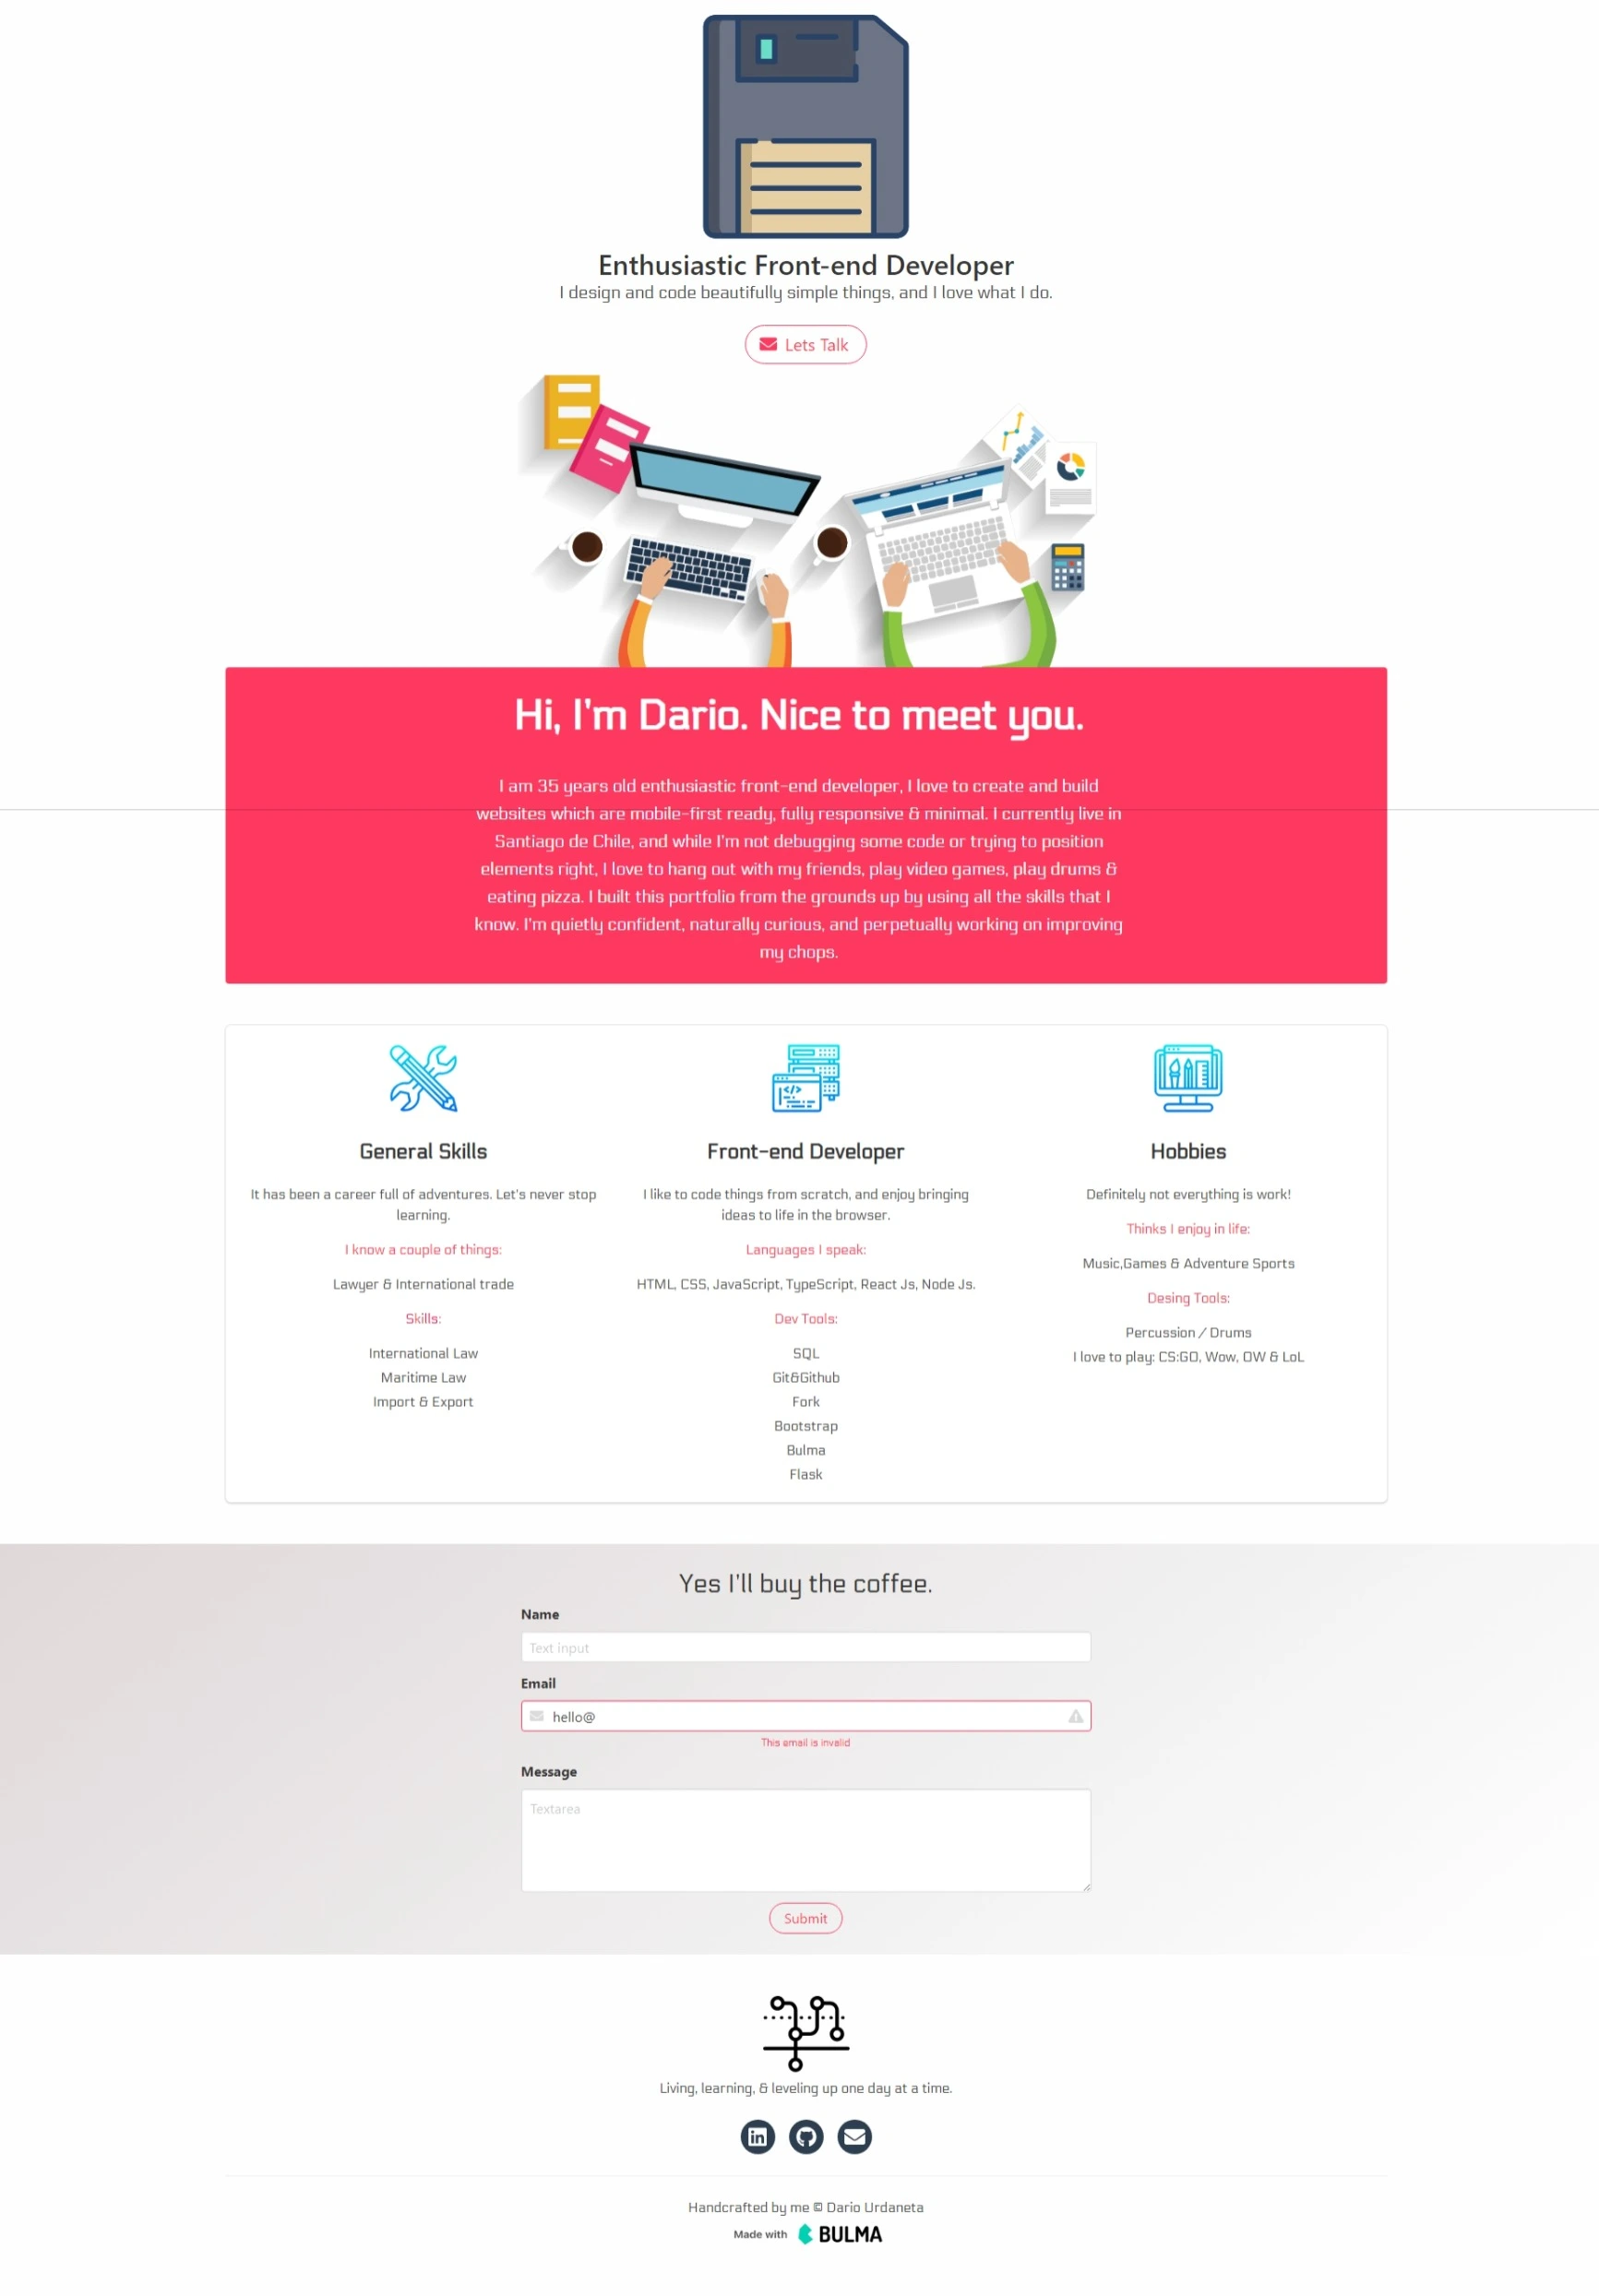 Enthusiastic Front-end Developer
I design and code beautifully simple things, and I love what I do.
Lets Talk
Hi, I'm Dario. Nice to meet you.
I am 35 years old enthusiastic front-end developer, I love to create and build
websites which are mobile-first ready, fully responsive & minimal. I currently live in
Santiago de Chile, and while I'm not debugging some code or trying to position
elements right, I love to hang out with my friends, play video games, play drums &
eating pizza. I built this portfolio from the grounds up by using all the skills that I
know. I'm quietly confident, naturally curious, and perpetually working on improving
my chops.
General Skills
It has been a career full of adventures. Let's never stop
learning.
I know a couple of things:
Lawyer & International trade
Skills:
International Law
Maritime Law
Import & Export
Front-end Developer
I like to code things from scratch, and enjoy bringing
ideas to life in the browser.
Languages I speak:
HTML, CSS, JavaScript, TypeScript, React Js, Node Js.
Dev Tools:
SQL
Git&Github
Fork
Bootstrap
Bulma
Flask
Hobbies
Definitely not everything is work!
Thinks I enjoy in life:
Music,Games & Adventure Sports
Desing Tools:
Percussion / Drums
I love to play: CS:GO, Wow, OW & LoL
Yes I'll buy the coffee.
Name
Text input
Email
hello@
This email is invalid
Message
Textarea
Submit
Living, learning, & leveling up one day at a time.
Handcrafted by me © Dario Urdaneta
Made with BULMA